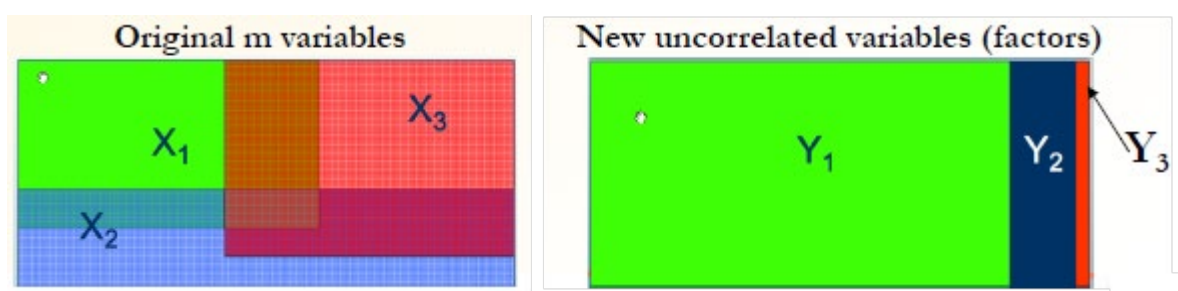 Original m variables
X₁
X₂
X₃
New uncorrelated variables (factors)
Y₁
Y₂
Y₃